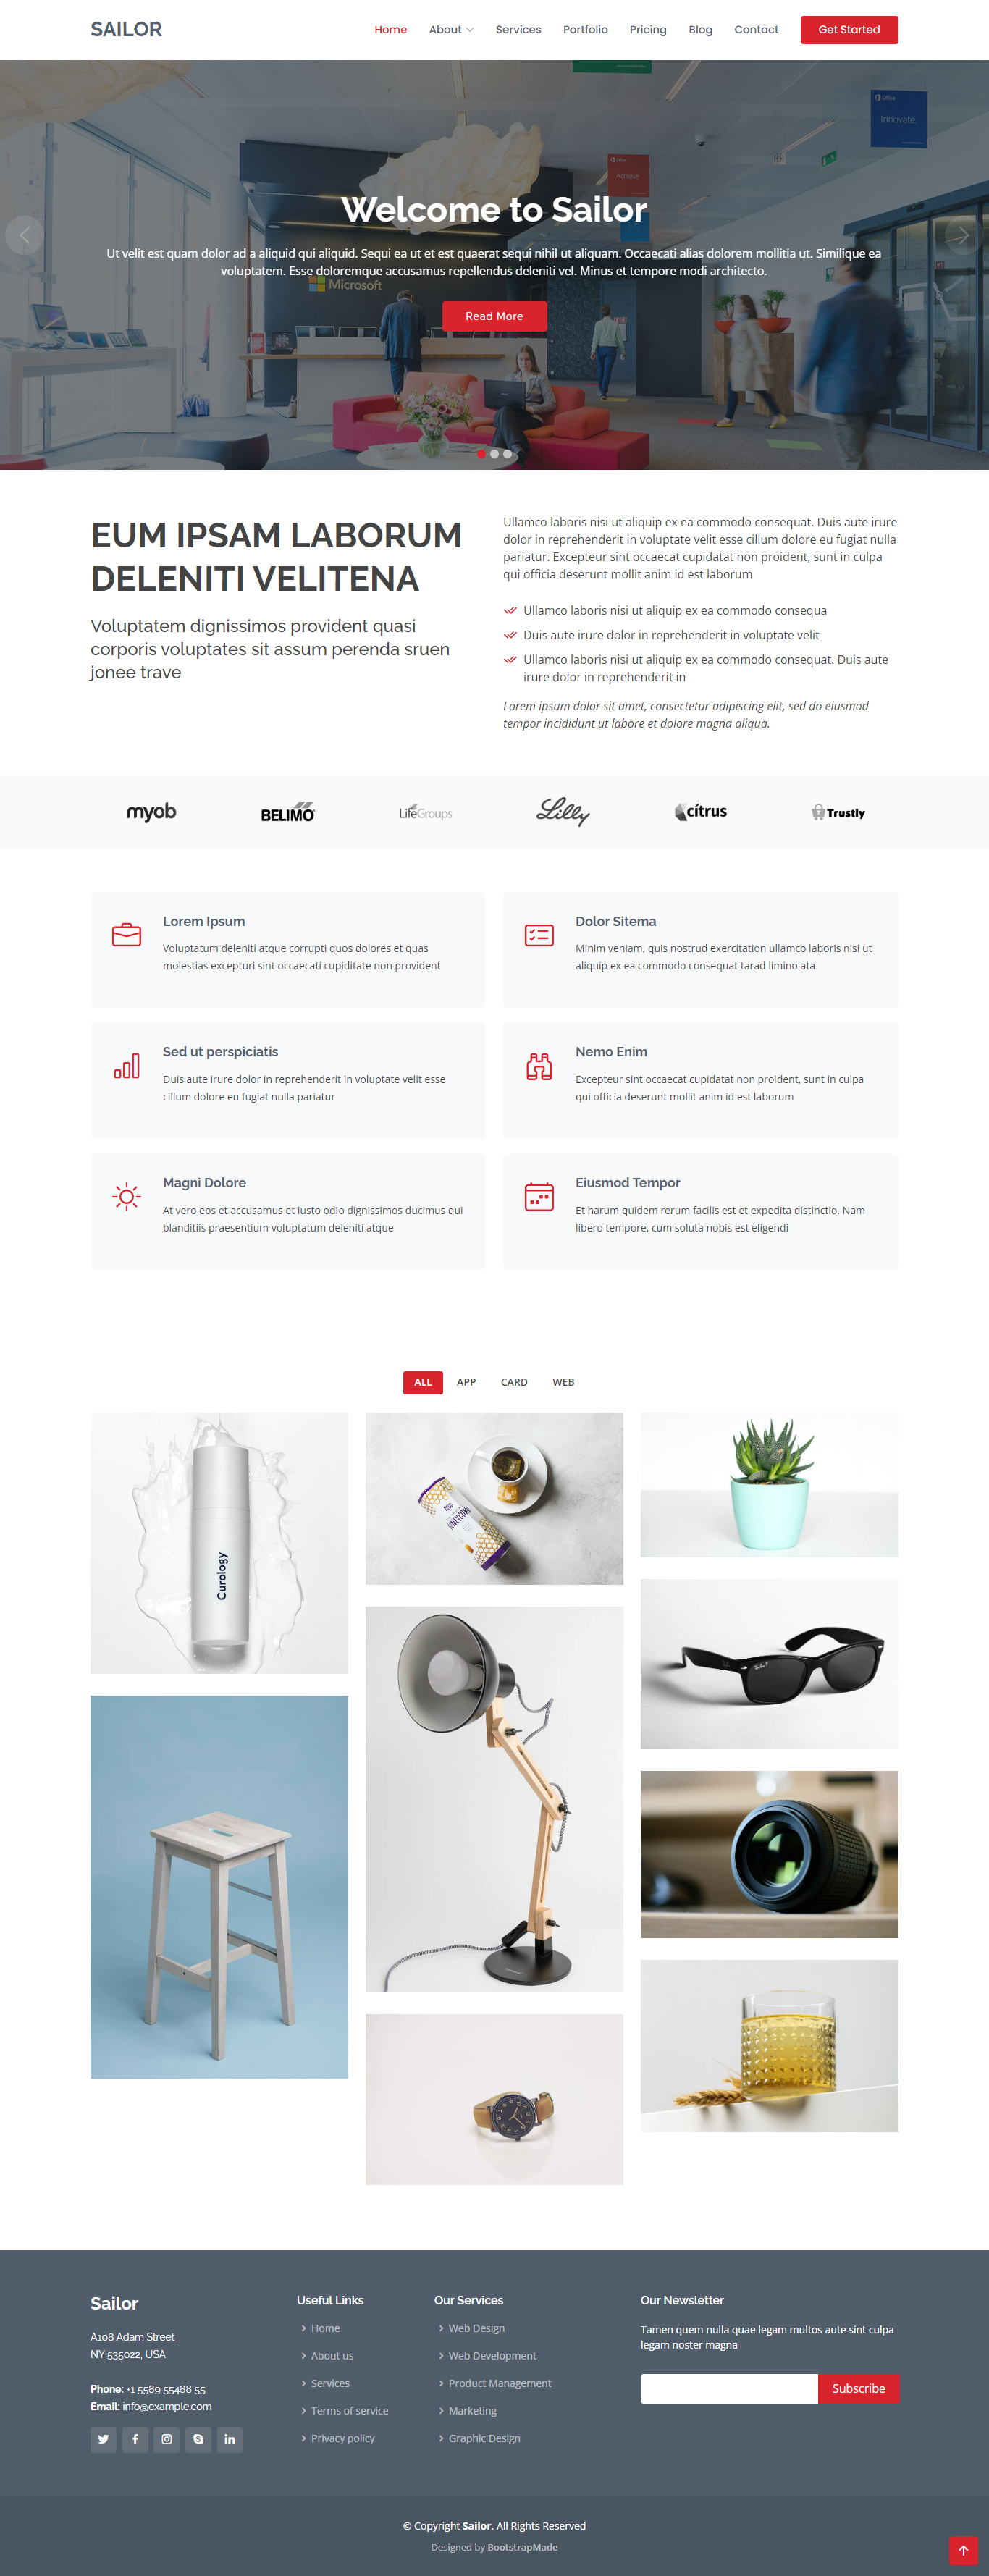 SAILOR
Home About Services Portfolio Pricing Blog Contact Get Started
Office
Innovate.
Office
Achieve
Welcome to Sailor
Ut velit est quam dolor ad a aliquid qui aliquid. Sequi ea ut et est quaerat sequi nihil ut aliquam. Occaecati alias dolorem mollitia ut. Similique ea
voluptatem. Esse doloremque accusamus repellendus deleniti vel. Minus et tempore modi architecto.
Microsoft
Read More
EUM IPSAM LABORUM
DELENITI VELITENA
Voluptatem dignissimos provident quasi
corporis voluptates sit assum perenda sruen
jonee trave
Ullamco laboris nisi ut aliquip ex ea commodo consequat. Duis aute irure
dolor in reprehenderit in voluptate velit esse cillum dolore eu fugiat nulla
pariatur. Excepteur sint occaecat cupidatat non proident, sunt in culpa
qui officia deserunt mollit anim id est laborum
Ullamco laboris nisi ut aliquip ex ea commodo consequa
Duis aute irure dolor in reprehenderit in voluptate velit
Ullamco laboris nisi ut aliquip ex ea commodo consequat. Duis aute
irure dolor in reprehenderit in
Lorem ipsum dolor sit amet, consectetur adipiscing elit, sed do eiusmod
tempor incididunt ut labore et dolore magna aliqua.
myob BELIMO LifeGroups Lilly citrus Trustly
Lorem Ipsum
Voluptatum deleniti atque corrupti quos dolores et quas
molestias excepturi sint occaecati cupiditate non provident
Dolor Sitema
Minim veniam, quis nostrud exercitation ullamco laboris nisi ut
aliquip ex ea commodo consequat tarad limino ata
Sed ut perspiciatis
Duis aute irure dolor in reprehenderit in voluptate velit esse
cillum dolore eu fugiat nulla pariatur
Nemo Enim
Excepteur sint occaecat cupidatat non proident, sunt in culpa
qui officia deserunt mollit anim id est laborum
Magni Dolore
At vero eos et accusamus et iusto odio dignissimos ducimus qui
blanditiis praesentium voluptatum deleniti atque
Eiusmod Tempor
Et harum quidem rerum facilis est et expedita distinctio. Nam
libero tempore, cum soluta nobis est eligendi
ALL APP CARD WEB
Curology
HONEYCOMB
Sailor
A108 Adam Street
NY 535022, USA
Phone: +1 5589 55488 55
Email: info@example.com
Useful Links
Home
About us
Services
Terms of service
Privacy policy
Our Services
Web Design
Web Development
Product Management
Marketing
Graphic Design
Our Newsletter
Tamen quem nulla quae legam multos aute sint culpa
legam noster magna
Subscribe
© Copyright Sailor. All Rights Reserved
Designed by BootstrapMade